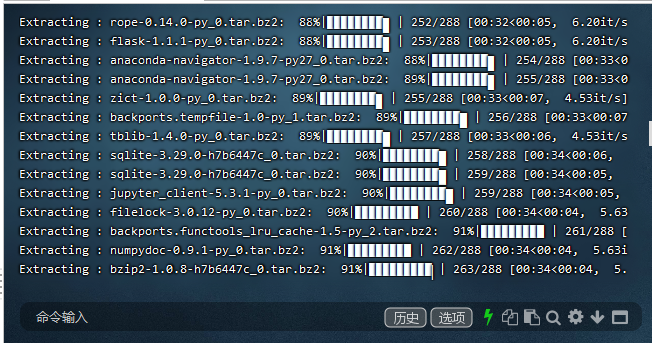 Extracting : rope-0.14.0-py_0.tar.bz2:  88%|████████▊ | 252/288 [00:32<00:05,  6.20it/s
Extracting : flask-1.1.1-py_0.tar.bz2:  88%|████████▊ | 253/288 [00:32<00:05,  6.20it/s
Extracting : anaconda-navigator-1.9.7-py27_0.tar.bz2:  88%|████████▊ | 254/288 [00:33<0
Extracting : anaconda-navigator-1.9.7-py27_0.tar.bz2:  89%|████████▊ | 255/288 [00:33<0
Extracting : zict-1.0.0-py_0.tar.bz2:  89%|████████▊ | 255/288 [00:33<00:07,  4.53it/s]
Extracting : backports.tempfile-1.0-py_1.tar.bz2:  89%|████████▉ | 256/288 [00:33<00:07
Extracting : tblib-1.4.0-py_0.tar.bz2:  89%|████████▉ | 257/288 [00:33<00:06,  4.53it/s
Extracting : sqlite-3.29.0-h7b6447c_0.tar.bz2:  90%|████████▉ | 258/288 [00:34<00:06,
Extracting : sqlite-3.29.0-h7b6447c_0.tar.bz2:  90%|████████▉ | 259/288 [00:34<00:05,
Extracting : jupyter_client-5.3.1-py_0.tar.bz2:  90%|████████▉ | 259/288 [00:34<00:05,
Extracting : filelock-3.0.12-py_0.tar.bz2:  90%|█████████ | 260/288 [00:34<00:04,  5.63
Extracting : backports.functools_lru_cache-1.5-py_2.tar.bz2:  91%|█████████ | 261/288 [
Extracting : numpydoc-0.9.1-py_0.tar.bz2:  91%|█████████ | 262/288 [00:34<00:04,  5.63i
Extracting : bzip2-1.0.8-h7b6447c_0.tar.bz2:  91%|█████████▏| 263/288 [00:34<00:04,  5.
命令输入 历史 选项